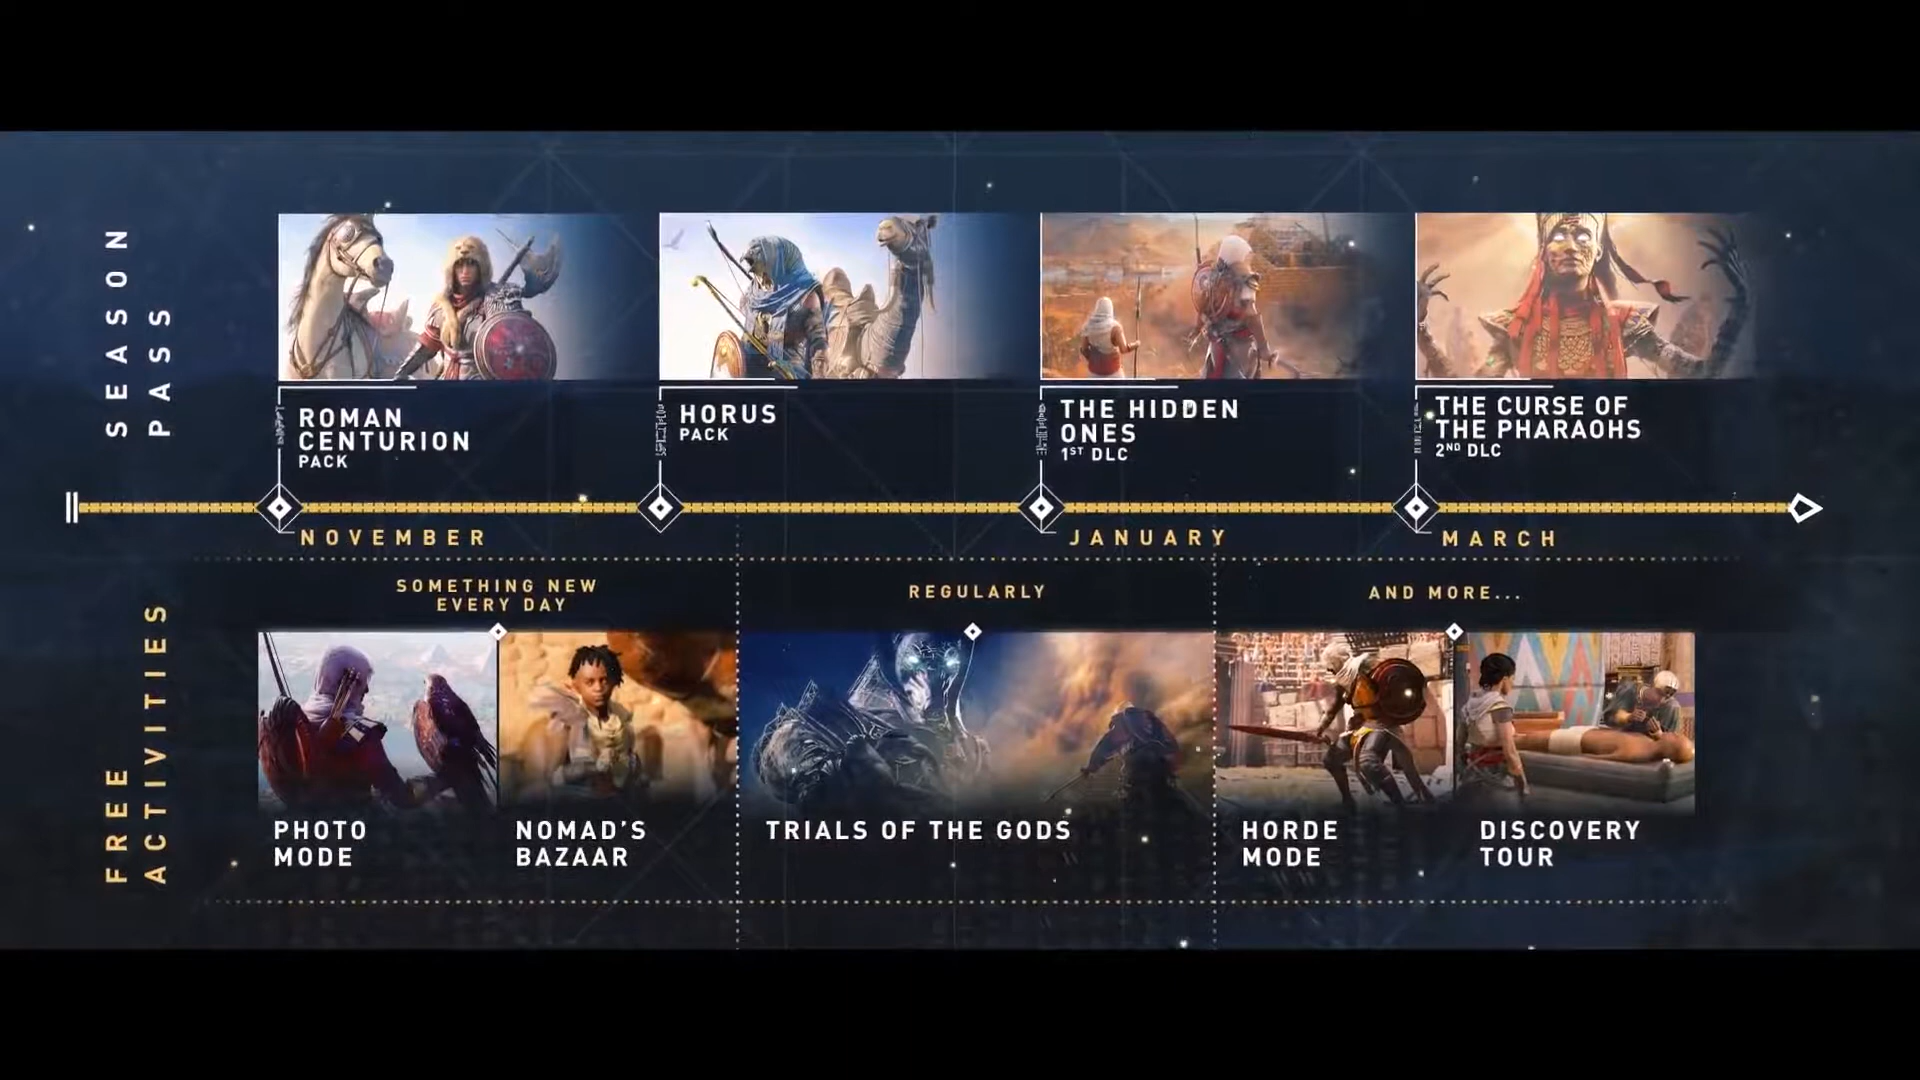 SEASON
PASS
ROMAN
CENTURION
PACK
HORUS
PACK
THE HIDDEN
ONES
1ST DLC
THE CURSE OF
THE PHARAOHS
2ND DLC
NOVEMBER
JANUARY
MARCH
FREE
ACTIVITIES
SOMETHING NEW
EVERY DAY
REGULARLY
AND MORE...
PHOTO
MODE
NOMAD'S
BAZAAR
TRIALS OF THE GODS
HORDE
MODE
DISCOVERY
TOUR